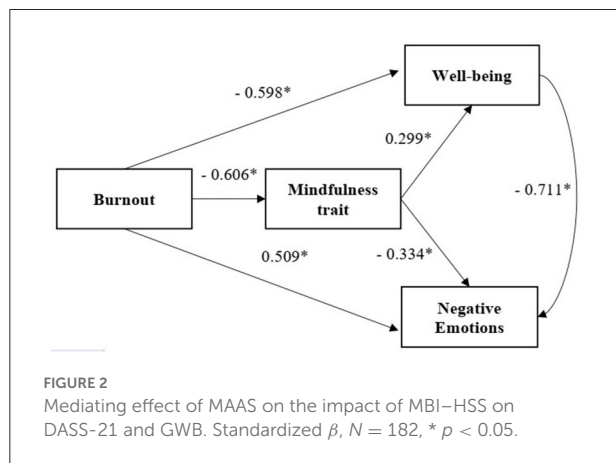 Well-being
- 0.598*
0.299*
- 0.606*
- 0.711*
Burnout
Mindfulness
trait
0.509*
- 0.334*
Negative
Emotions
FIGURE 2
Mediating effect of MAAS on the impact of MBI–HSS on
DASS-21 and GWB. Standardized β, N = 182, * p < 0.05.